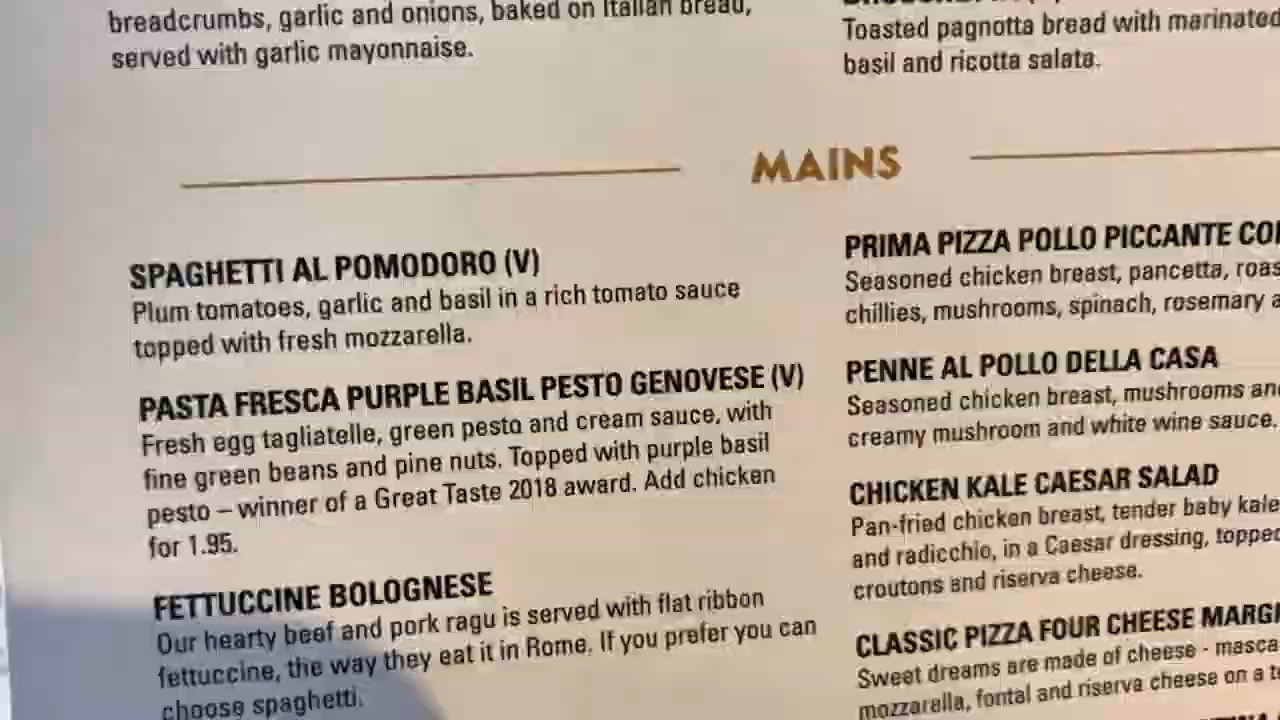 breadcrumbs, garlic and onions, baked on Italian bread,
served with garlic mayonnaise.
Toasted pagnotta bread with marinated
basil and ricotta salata.
MAINS
SPAGHETTI AL POMODORO (V)
Plum tomatoes, garlic and basil in a rich tomato sauce
topped with fresh mozzarella.
PASTA FRESCA PURPLE BASIL PESTO GENOVESE (V)
Fresh egg tagliatelle, green pesto and cream sauce, with
fine green beans and pine nuts. Topped with purple basil
pesto – winner of a Great Taste 2018 award. Add chicken
for 1.95.
FETTUCCINE BOLOGNESE
Our hearty beef and pork ragu is served with flat ribbon
fettuccine, the way they eat it in Rome. If you prefer you can
choose spaghetti.
PRIMA PIZZA POLLO PICCANTE
Seasoned chicken breast, pancetta,
chillies, mushrooms, spinach, rosemary
PENNE AL POLLO DELLA CASA
Seasoned chicken breast, mushrooms
creamy mushroom and white wine sauce.
CHICKEN KALE CAESAR SALAD
Pan-fried chicken breast, tender baby kale
and radicchio, in a Caesar dressing, topped
croutons and riserva cheese.
CLASSIC PIZZA FOUR CHEESE
Sweet dreams are made of cheese -
mozzarella, fontal and riserva cheese on a